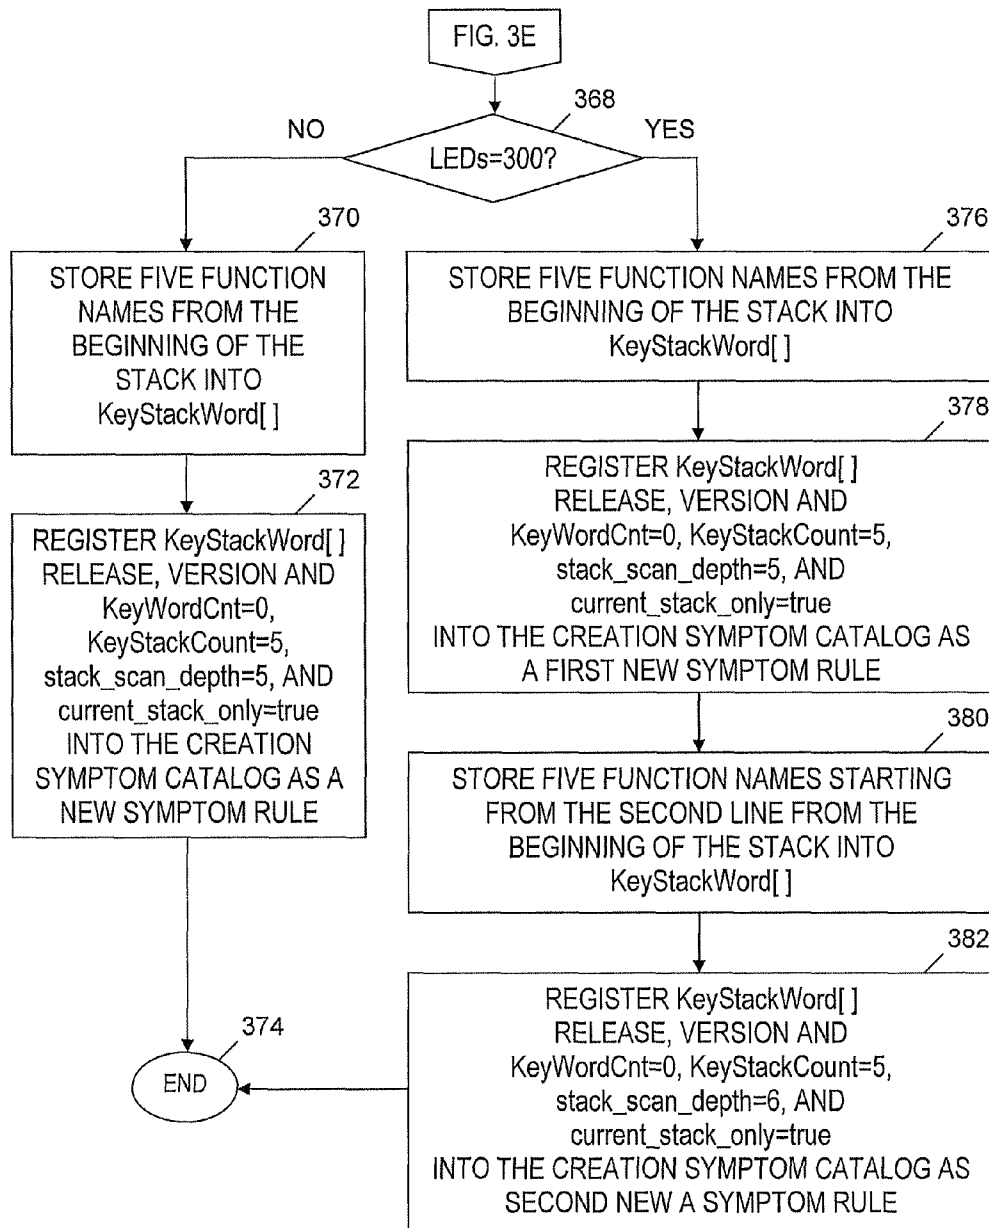 FIG. 3E
368
NO
YES
LEDs=300?
370
STORE FIVE FUNCTION
NAMES FROM THE
BEGINNING OF THE
STACK INTO
KeyStackWord[ ]
372
REGISTER KeyStackWord[ ]
RELEASE, VERSION AND
KeyWordCnt=0,
KeyStackCount=5,
stack_scan_depth=5, AND
current_stack_only=true
INTO THE CREATION
SYMPTOM CATALOG AS A
NEW SYMPTOM RULE
374
END
376
STORE FIVE FUNCTION NAMES FROM THE
BEGINNING OF THE STACK INTO
KeyStackWord[ ]
378
REGISTER KeyStackWord[ ]
RELEASE, VERSION AND
KeyWordCnt=0, KeyStackCount=5,
stack_scan_depth=5, AND
current_stack_only=true
INTO THE CREATION SYMPTOM CATALOG AS
A FIRST NEW SYMPTOM RULE
380
STORE FIVE FUNCTION NAMES STARTING
FROM THE SECOND LINE FROM THE
BEGINNING OF THE STACK INTO
KeyStackWord[ ]
382
REGISTER KeyStackWord[ ]
RELEASE, VERSION AND
KeyWordCnt=0, KeyStackCount=5,
stack_scan_depth=6, AND
current_stack_only=true
INTO THE CREATION SYMPTOM CATALOG AS
SECOND NEW A SYMPTOM RULE